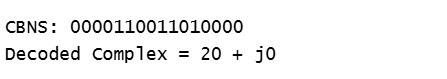 CBNS: 0000110011010000
Decoded Complex = 20 + j0